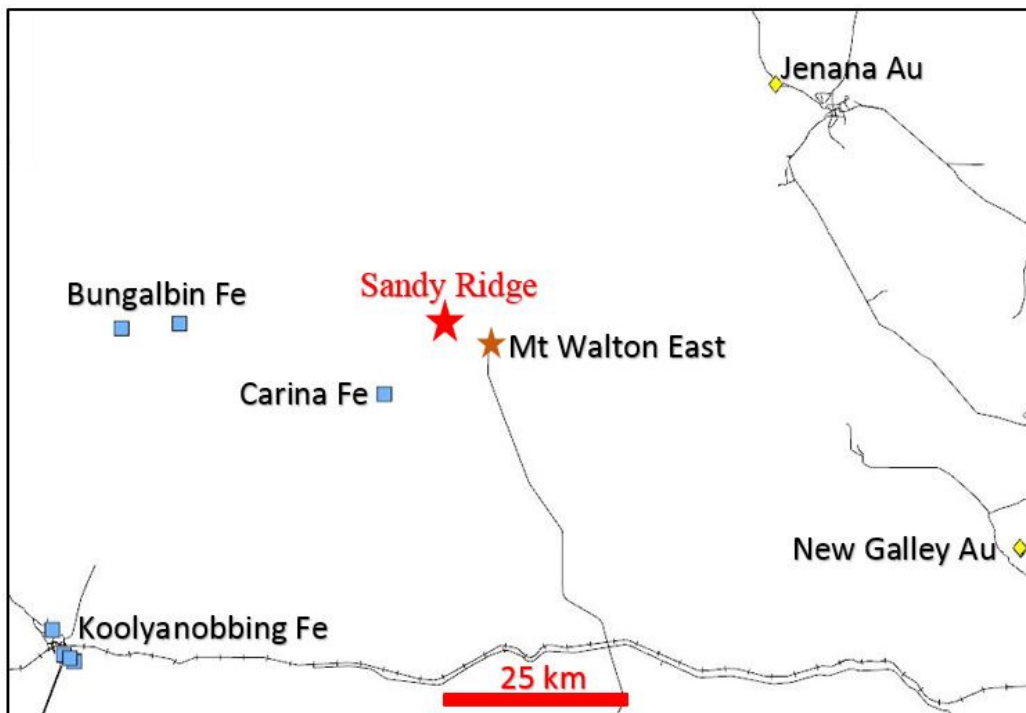 Jenana Au
Sandy Ridge
Bungalbin Fe
Mt Walton East
Carina Fe
New Galley Au
Koolyanobbing Fe
25 km